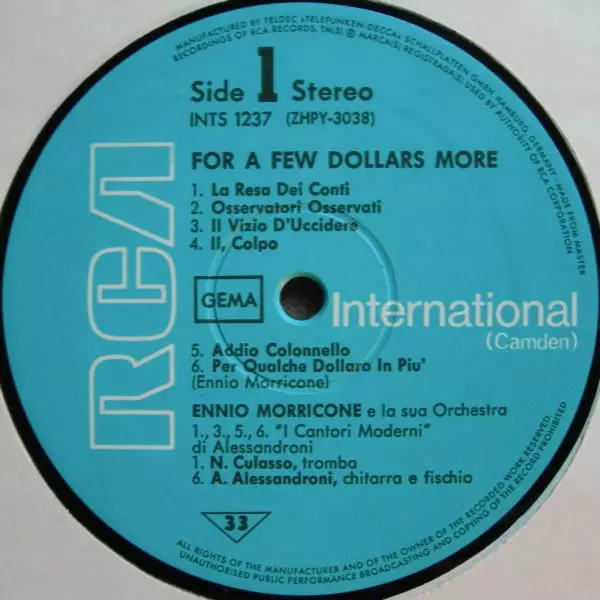 MANUFACTURED BY TELDEC »TELEFUNKEN-DECCA« SCHALLPLATTEN GMBH, HAMBURG, GERMANY - MADE FROM MASTER
RECORDINGS OF RCA RECORDS. TM(S) ® MARCA(S) REGISTRADA(S) USED BY AUTHORITY OF RCA CORPORATION
Side 1 Stereo
INTS 1237 (ZHPY-3038)
FOR A FEW DOLLARS MORE
1. La Resa Dei Conti
2. Osservatori Osservati
3. Il Vizio D'Uccidere
4. Il, Colpo
RCA
GEMA
International
(Camden)
5. Addio Colonnello
6. Per Qualche Dollaro In Piu'
(Ennio Morricone)
ENNIO MORRICONE e la sua Orchestra
1., 3., 5., 6. "I Cantori Moderni"
di Alessandroni
1. N. Culasso, tromba
6. A. Alessandroni, chitarra e fischio
33
ALL RIGHTS OF THE MANUFACTURER AND OF THE OWNER OF THE RECORDED WORK RESERVED.
UNAUTHORISED PUBLIC PERFORMANCE BROADCASTING AND COPYING OF THE RECORD PROHIBITED